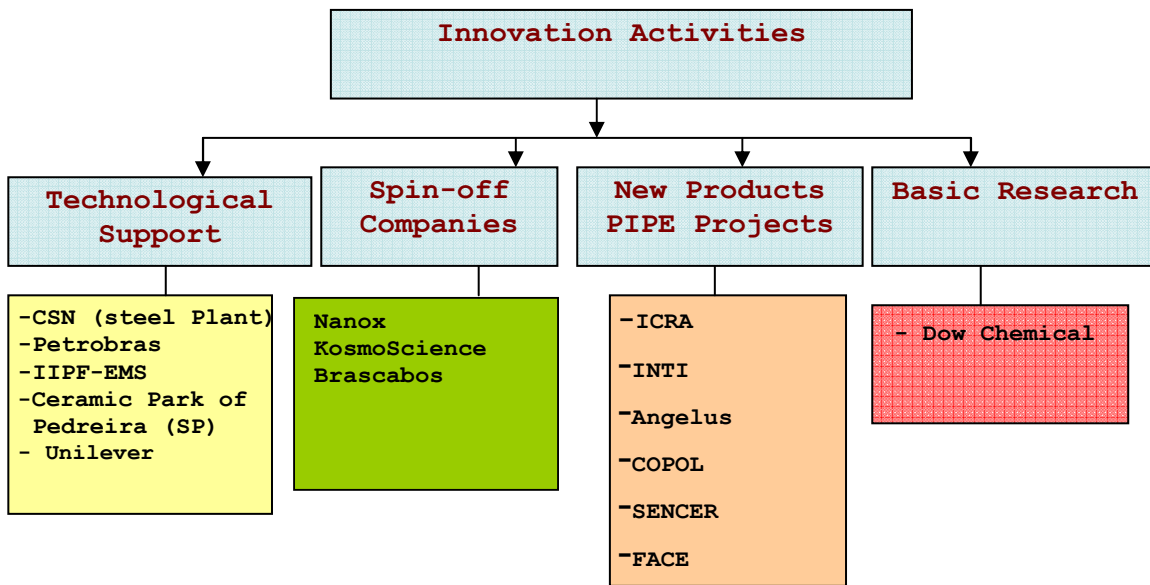 Innovation Activities
Technological
Support
Spin-off
Companies
New Products
PIPE Projects
Basic Research
-CSN (steel Plant)
-Petrobras
-IIPF-EMS
-Ceramic Park of
Pedreira (SP)
- Unilever
Nanox
KosmoScience
Brascabos
-ICRA
-INTI
-Angelus
-COPOL
-SENCER
-FACE
- Dow Chemical